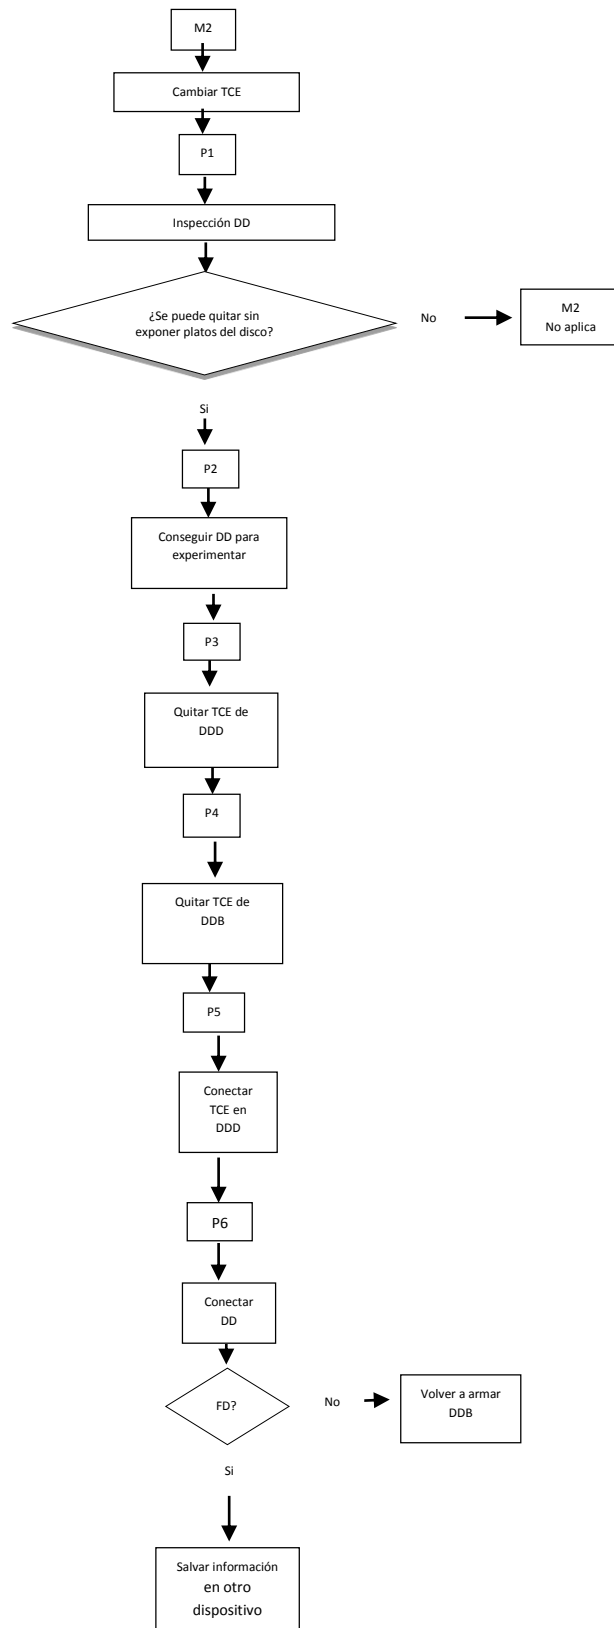 M2
Cambiar TCE
P1
Inspección DD
¿Se puede quitar sin
exponer platos del disco?
No
M2
No aplica
Si
P2
Conseguir DD para
experimentar
P3
Quitar TCE de
DDD
P4
Quitar TCE de
DDB
P5
Conectar
TCE en
DDD
P6
Conectar
DD
FD?
No
Volver a armar
DDB
Si
Salvar información
en otro
dispositivo